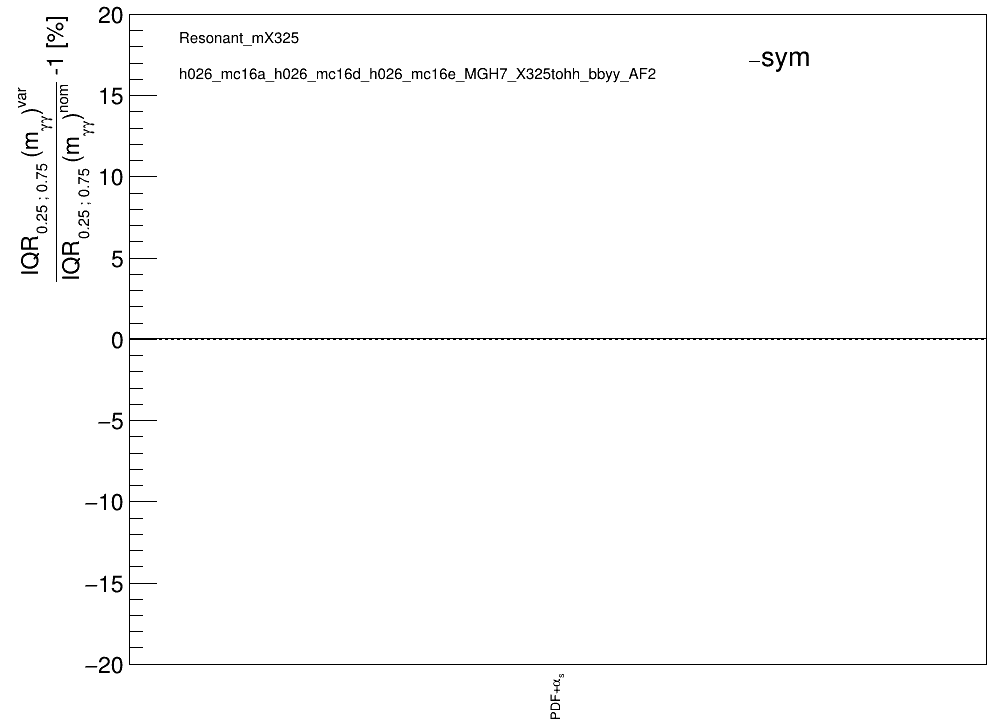 IQR0.25 ; 0.75 (mγγ)var
IQR0.25 ; 0.75 (mγγ)nom -1 [%]
20
15
10
5
0
−5
−10
−15
−20
Resonant_mX325
h026_mc16a_h026_mc16d_h026_mc16e_MGH7_X325tohh_bbyy_AF2
sym
PDF+αs